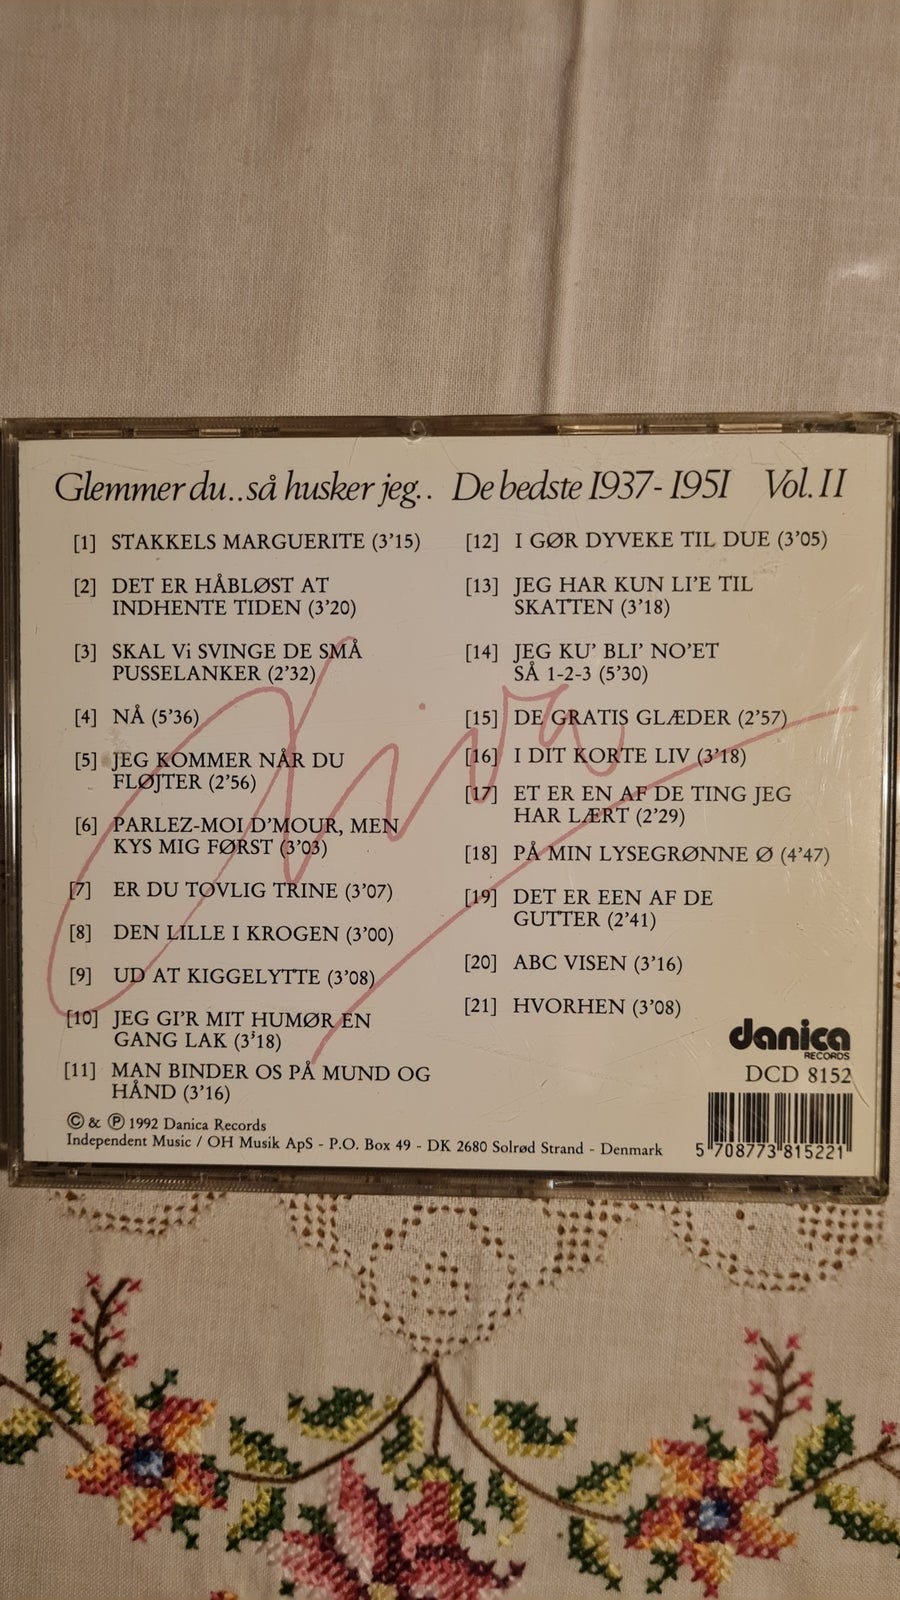 Glemmer du..så husker jeg.. De bedste 1937-1951 Vol. II
[1] STAKKELS MARGUERITE (3’15)
[2] DET ER HÅBLØST AT
INDHENTE TIDEN (3’20)
[3] SKAL Vi SVINGE DE SMÅ
PUSSELANKER (2’32)
[4] NÅ (5’36)
[5] JEG KOMMER NÅR DU
FLØJTER (2’56)
[6] PARLEZ-MOI D’MOUR, MEN
KYS MIG FØRST (3’03)
[7] ER DU TOVLIG TRINE (3’07)
[8] DEN LILLE I KROGEN (3’00)
[9] UD AT KIGGELYTTE (3’08)
[10] JEG GI’R MIT HUMØR EN
GANG LAK (3’18)
[11] MAN BINDER OS PÅ MUND OG
HÅND (3’16)
[12] I GØR DYVEKE TIL DUE (3’05)
[13] JEG HAR KUN LI’E TIL
SKATTEN (3’18)
[14] JEG KU’ BLI’ NO’ET
SÅ 1-2-3 (5’30)
[15] DE GRATIS GLÆDER (2’57)
[16] I DIT KORTE LIV (3’18)
[17] ET ER EN AF DE TING JEG
HAR LÆRT (2’29)
[18] PÅ MIN LYSEGRØNNE Ø (4’47)
[19] DET ER EEN AF DE
GUTTER (2’41)
[20] ABC VISEN (3’16)
[21] HVORHEN (3’08)
danica
RECORDS
DCD 8152
© & ℗ 1992 Danica Records
Independent Music / OH Musik ApS - P.O. Box 49 - DK 2680 Solrød Strand - Denmark
5 708773 815221